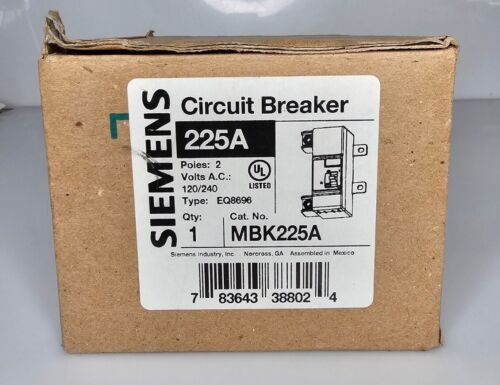 SIEMENS
Circuit Breaker
225A
Poles: 2
Volts A.C.:
120/240
Type: EQ8696
UL
LISTED
Qty: Cat. No.
1 MBK225A
Siemens Industry, Inc. Norcross, GA Assembled in Mexico
7 83643 38802 4